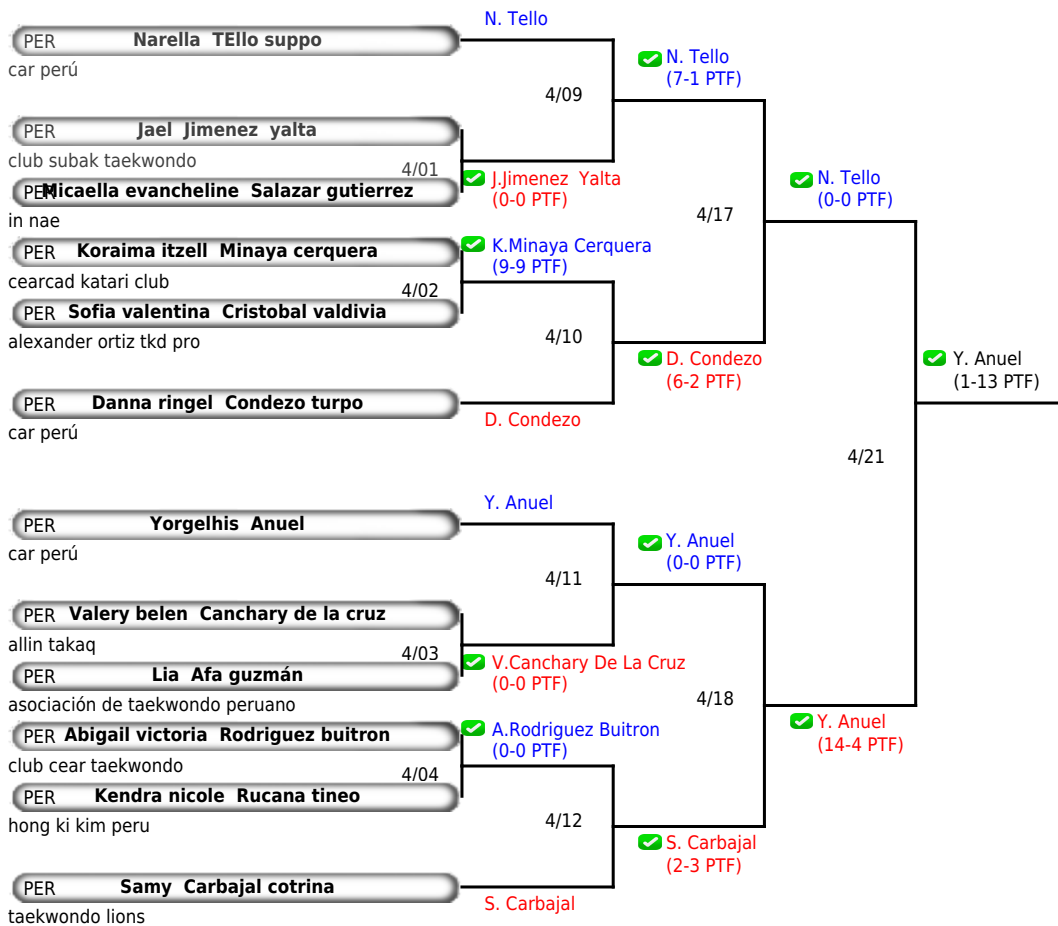 N. Tello
PER Narella TEllo suppo
car perú
N. Tello
(7-1 PTF)
4/09
PER Jael Jimenez yalta
club subak taekwondo
4/01
J.Jimenez Yalta
(0-0 PTF)
N. Tello
(0-0 PTF)
PER Micaella evancheline Salazar gutierrez
in nae
4/17
PER Koraima itzell Minaya cerquera
K.Minaya Cerquera
(9-9 PTF)
cearcad katari club
4/02
PER Sofia valentina Cristobal valdivia
alexander ortiz tkd pro
4/10
D. Condezo
(6-2 PTF)
Y. Anuel
(1-13 PTF)
PER Danna ringel Condezo turpo
D. Condezo
car perú
4/21
Y. Anuel
PER Yorgelhis Anuel
car perú
Y. Anuel
(0-0 PTF)
4/11
PER Valery belen Canchary de la cruz
allin takaq
4/03
V.Canchary De La Cruz
(0-0 PTF)
PER Lia Afa guzmán
asociación de taekwondo peruano
4/18
PER Abigail victoria Rodriguez buitron
A.Rodriguez Buitron
(0-0 PTF)
Y. Anuel
(14-4 PTF)
club cear taekwondo
4/04
PER Kendra nicole Rucana tineo
hong ki kim peru
4/12
S. Carbajal
(2-3 PTF)
PER Samy Carbajal cotrina
S. Carbajal
taekwondo lions